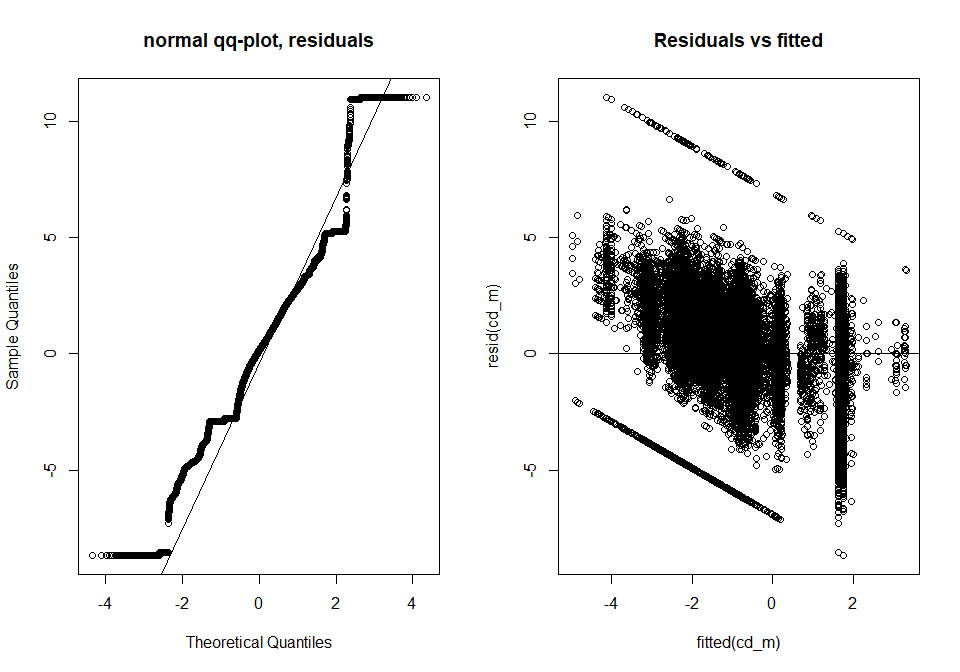 normal qq-plot, residuals
Sample Quantiles
10
5
0
-5
-4 -2 0 2 4
Theoretical Quantiles
Residuals vs fitted
resid(cd_m)
10
5
0
-5
-4 -2 0 2
fitted(cd_m)